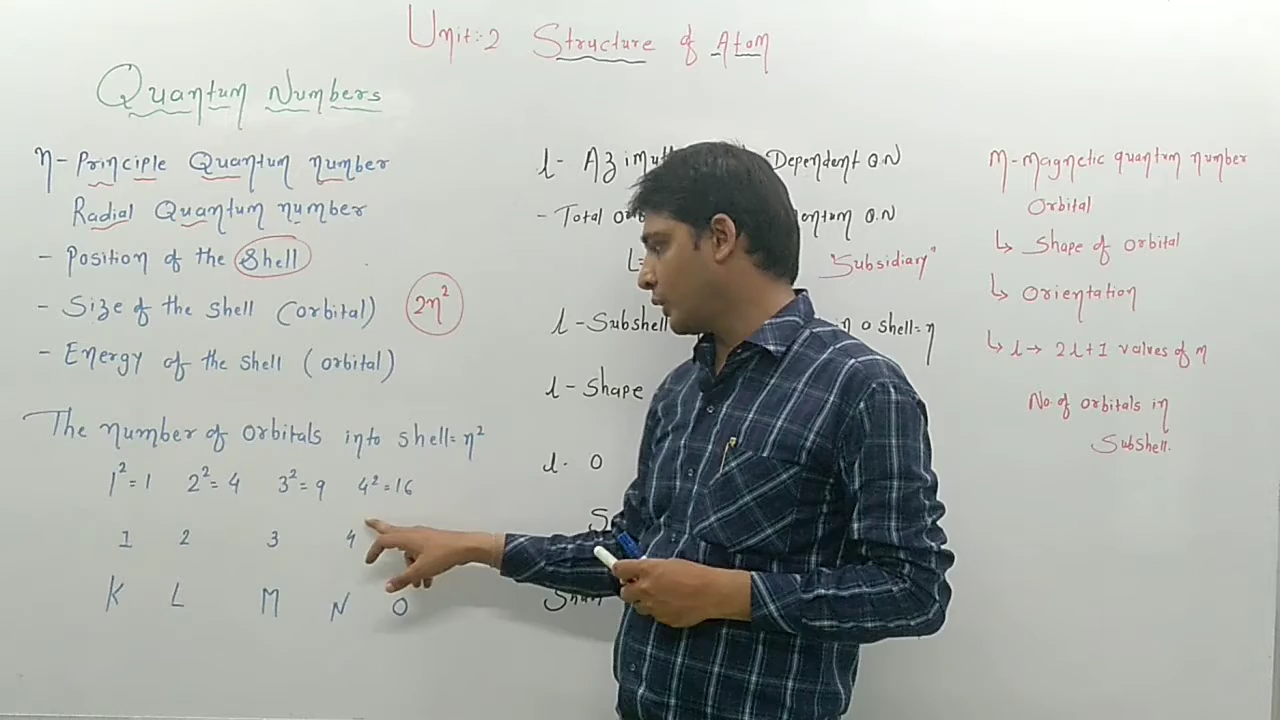 Unit:-2 Structure of Atom
Quantum Numbers
n- Principle Quantum number
Radial Quantum number
- Position of the Shell
- Size of the shell (orbital) 2n²
- Energy of the shell (orbital)
The number of orbitals into shell = n²
1² = 1 2² = 4 3² = 9 4² = 16
1 2 3 4
K L M N O
l- Dependent Q.N
- Total Q.N
L= "Subsidiary"
l - Subshell in a shell = n
l - Shape
l. 0
S
m-magnetic quantum number
Orbital
↳ Shape of orbital
↳ Orientation
↳ l → 2l+1 values of m
No. of orbitals in
Subshell.